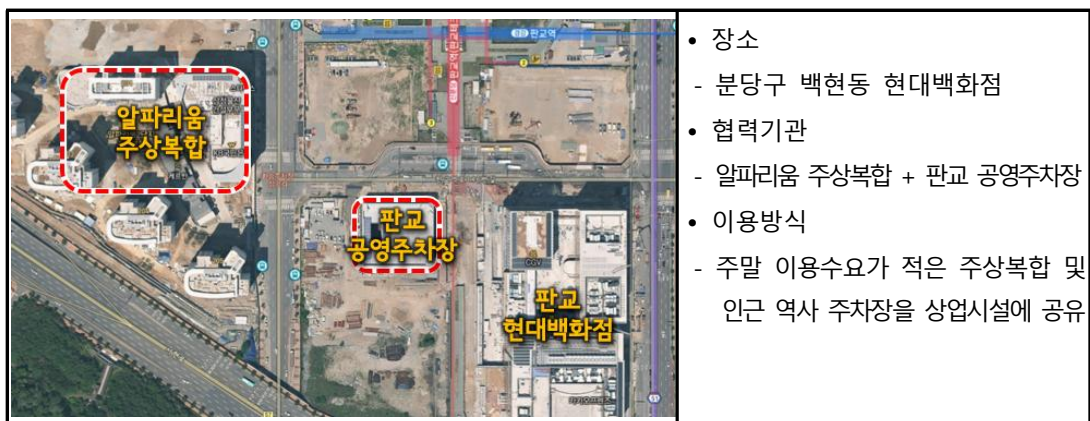 판교역
알파리움
주상복합
판교
공영주차장
CGV
판교
현대백화점
• 장소
- 분당구 백현동 현대백화점
• 협력기관
- 알파리움 주상복합 + 판교 공영주차장
• 이용방식
- 주말 이용수요가 적은 주상복합 및
인근 역사 주차장을 상업시설에 공유